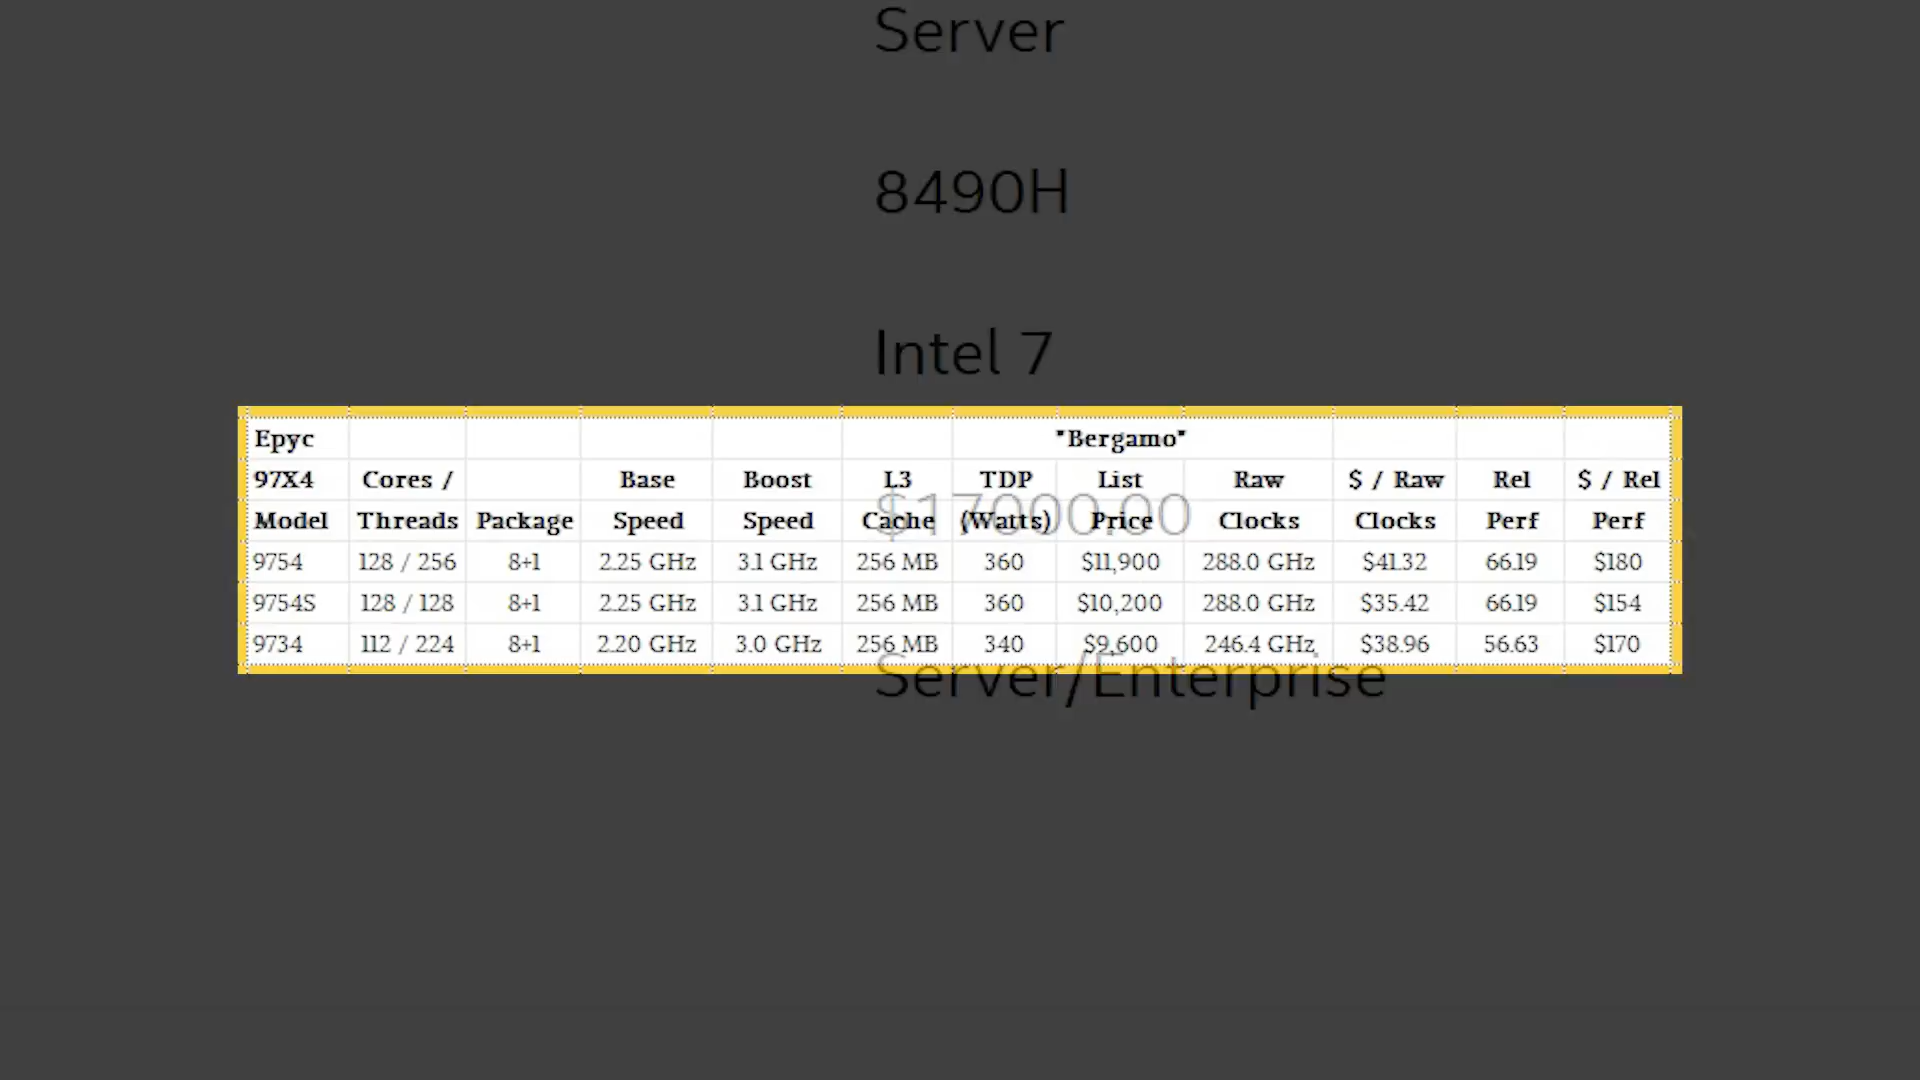 Server
8490H
Intel 7
Epyc "Bergamo"
97X4 Cores / Base Boost L3 TDP List Raw $ / Raw Rel $ / Rel
$17000.00
Model Threads Package Speed Speed Cache (Watts) Price Clocks Clocks Perf Perf
9754 128 / 256 8+1 2.25 GHz 3.1 GHz 256 MB 360 $11,900 288.0 GHz $41.32 66.19 $180
9754S 128 / 128 8+1 2.25 GHz 3.1 GHz 256 MB 360 $10,200 288.0 GHz $35.42 66.19 $154
9734 112 / 224 8+1 2.20 GHz 3.0 GHz 256 MB 340 $9,600 246.4 GHz $38.96 56.63 $170
Server/Enterprise